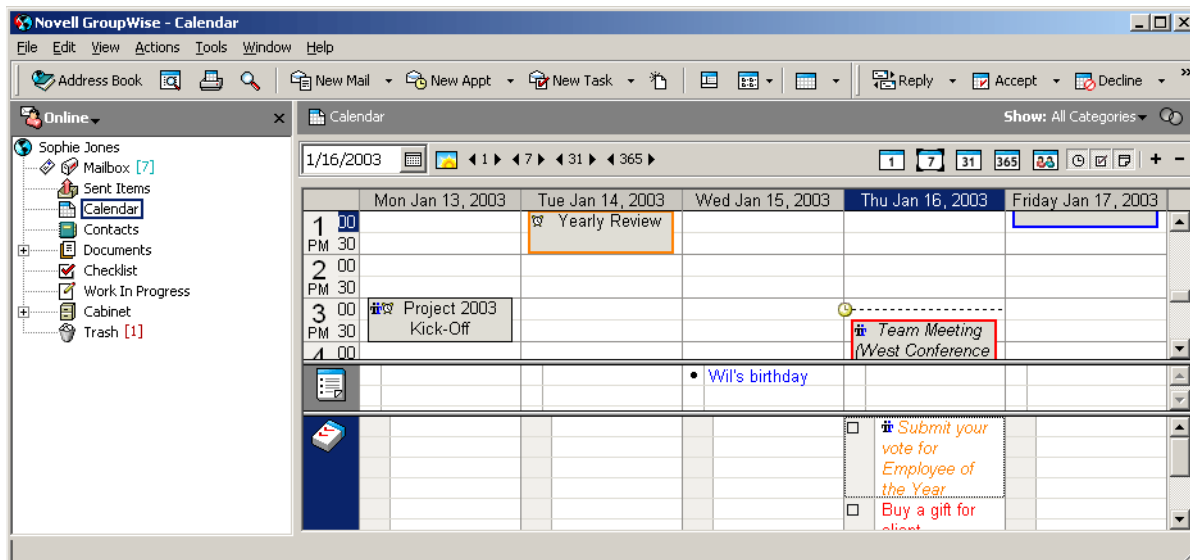 Novell GroupWise - Calendar
File Edit View Actions Tools Window Help
Address Book New Mail New Appt New Task Reply Accept Decline »
Online
Calendar Show: All Categories
Sophie Jones
Mailbox [7]
Sent Items
Calendar
Contacts
Documents
Checklist
Work In Progress
Cabinet
Trash [1]
1/16/2003 1 7 31 365 1 7 31 365
Mon Jan 13, 2003 Tue Jan 14, 2003 Wed Jan 15, 2003 Thu Jan 16, 2003 Friday Jan 17, 2003
1 00 Yearly Review
PM 30
2 00
PM 30
3 00 Project 2003
PM 30 Kick-Off Team Meeting
4 00 (West Conference
Wil's birthday
Submit your
vote for
Employee of
the Year
Buy a gift for
client